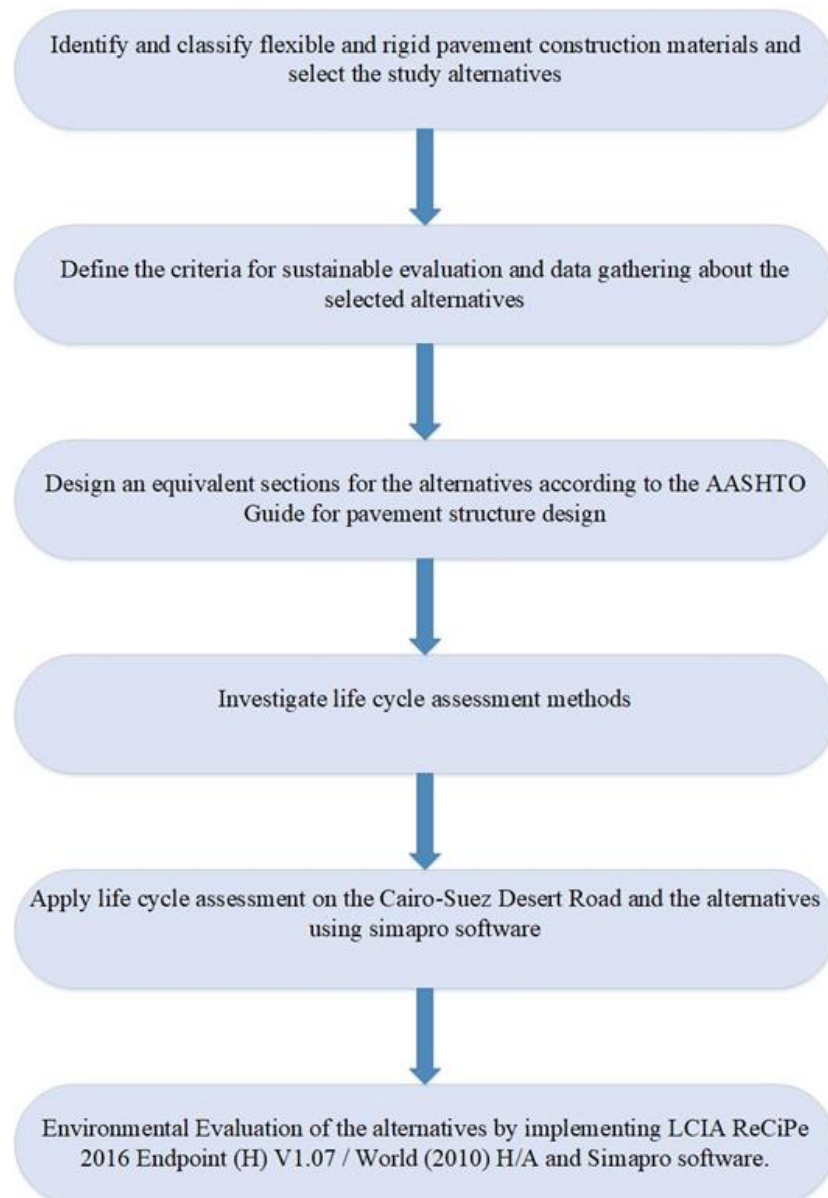 Identify and classify flexible and rigid pavement construction materials and
select the study alternatives
Define the criteria for sustainable evaluation and data gathering about the
selected alternatives
Design an equivalent sections for the alternatives according to the AASHTO
Guide for pavement structure design
Investigate life cycle assessment methods
Apply life cycle assessment on the Cairo-Suez Desert Road and the alternatives
using simapro software
Environmental Evaluation of the alternatives by implementing LCIA ReCiPe
2016 Endpoint (H) V1.07 / World (2010) H/A and Simapro software.